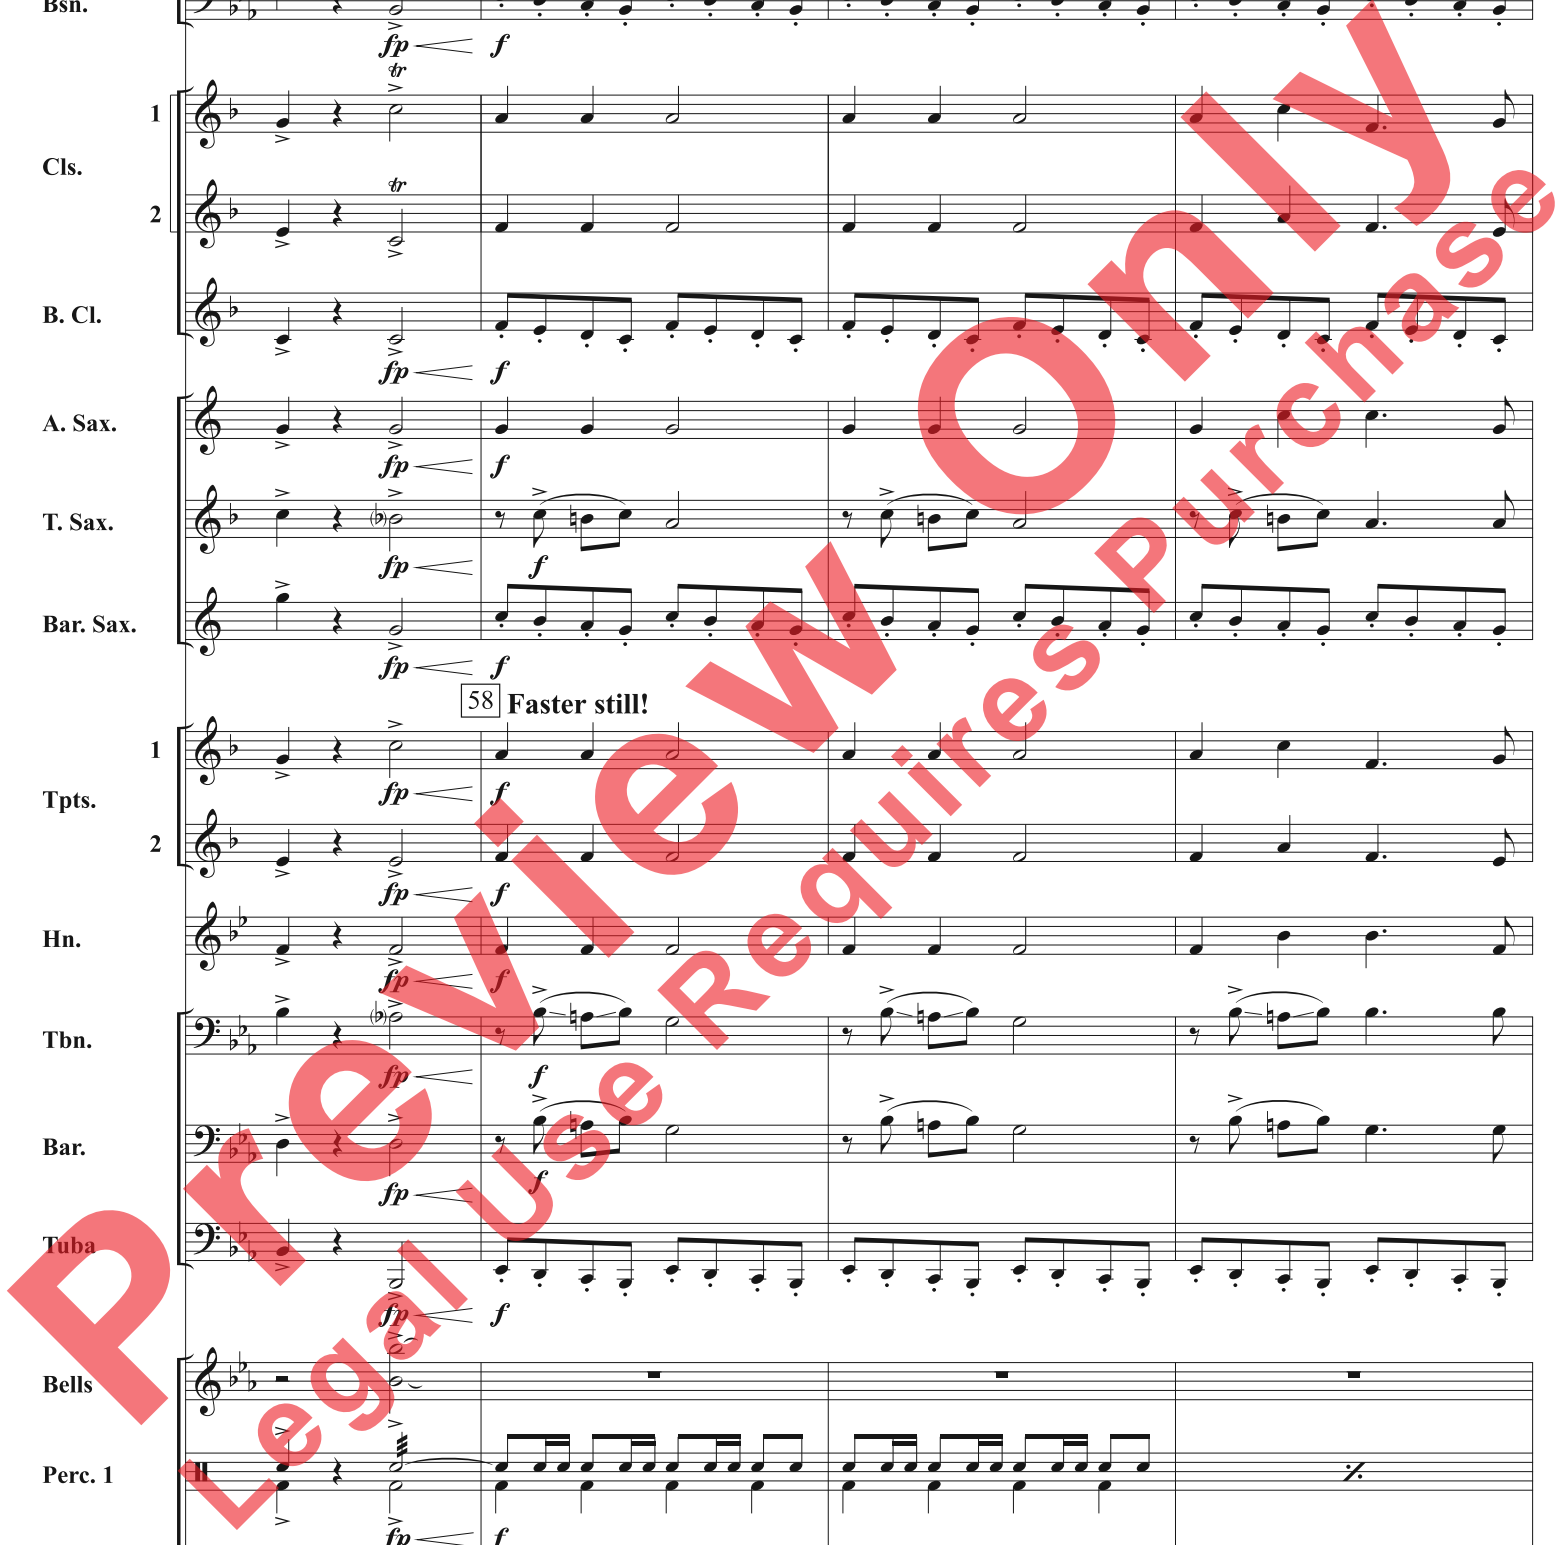 Bsn.
fp f
tr
1
Cls.
tr
2
B. Cl.
fp f
A. Sax.
fp f
T. Sax.
fp f
Bar. Sax.
fp f
58 Faster still!
1
fp f
Tpts.
2
fp f
Hn.
fp f
Tbn.
fp f
Bar.
fp f
Tuba
fp f
Bells
Perc. 1
fp f
Preview Only
Legal Use Requires Purchase